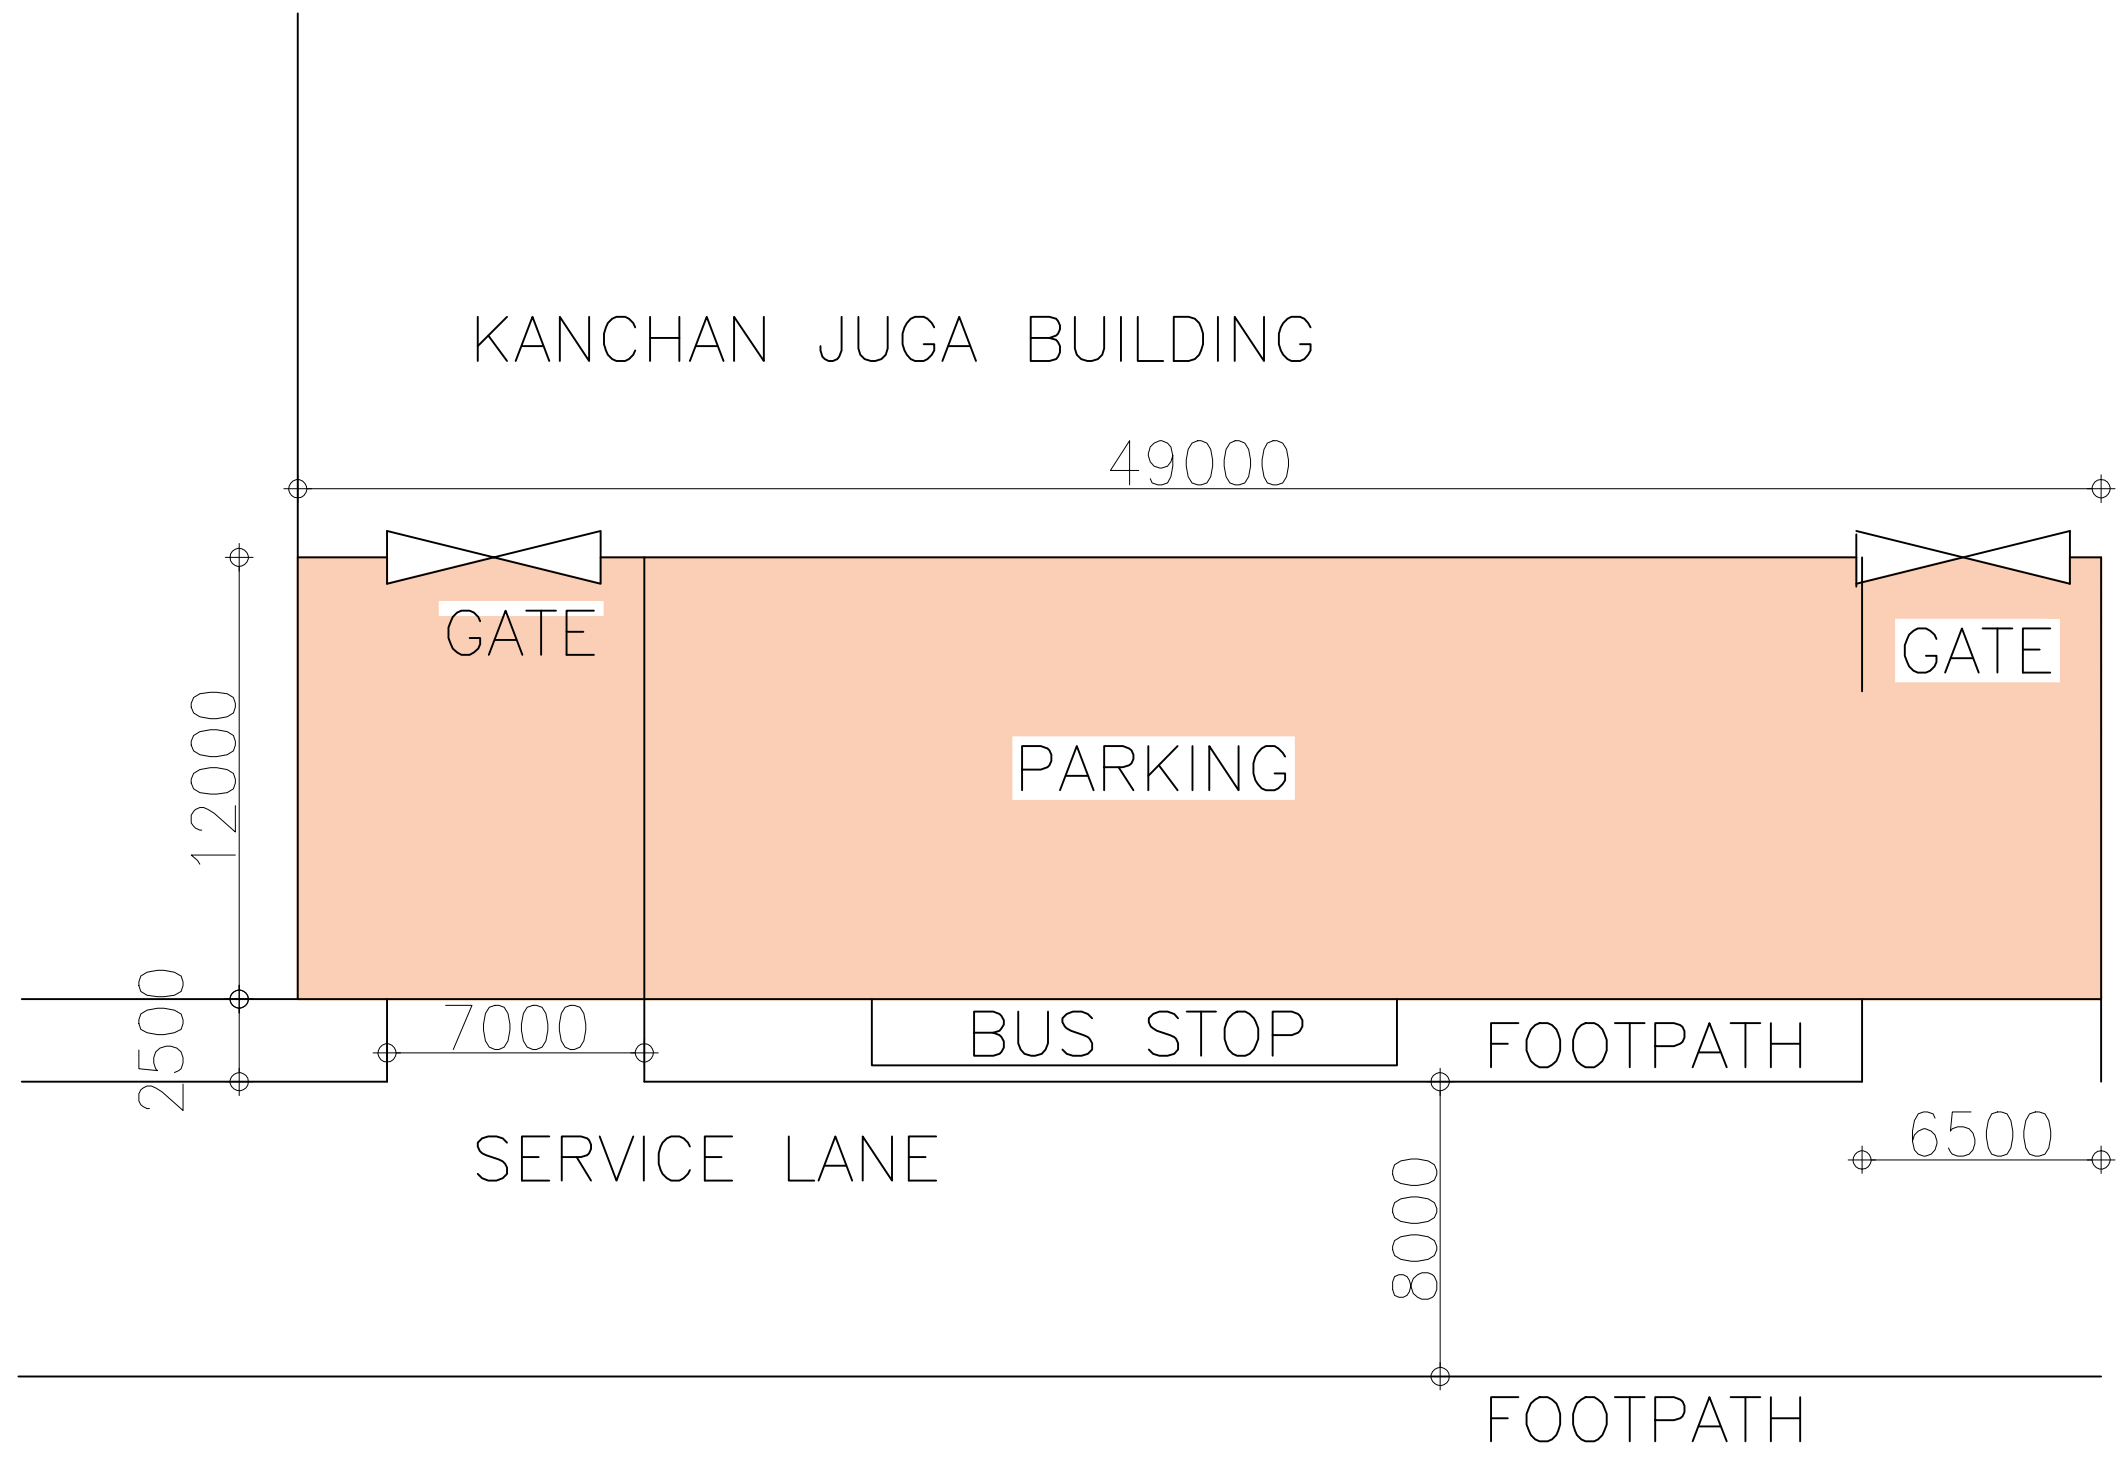 KANCHAN JUGA BUILDING
49000
GATE
GATE
12000
PARKING
2500
7000
BUS STOP
FOOTPATH
SERVICE LANE
6500
8000
FOOTPATH